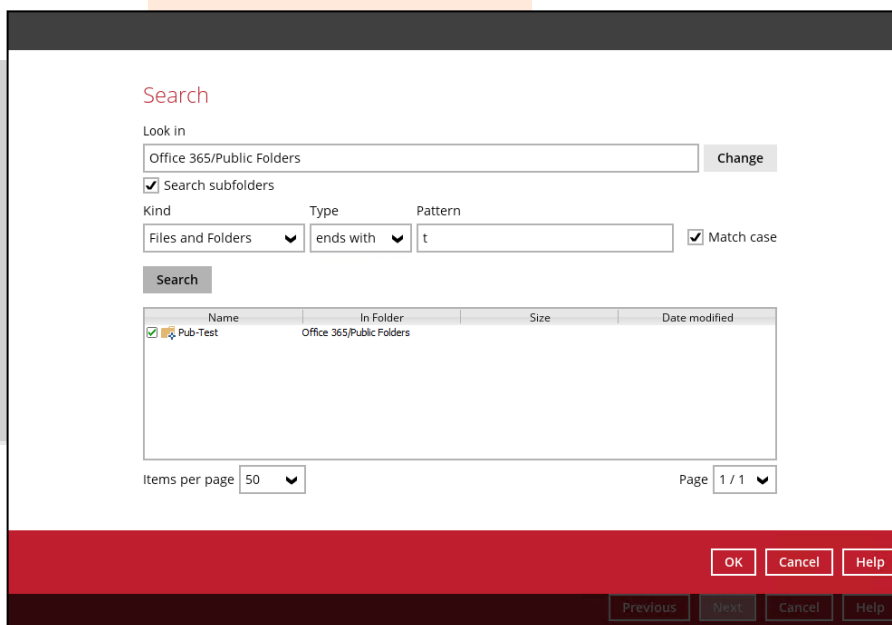 Search
Look in
Office 365/Public Folders Change
Search subfolders
Kind Type Pattern
Files and Folders ends with t Match case
Search
Name In Folder Size Date modified
Pub-Test Office 365/Public Folders
Items per page 50 Page 1 / 1
OK Cancel Help
Previous Next Cancel Help